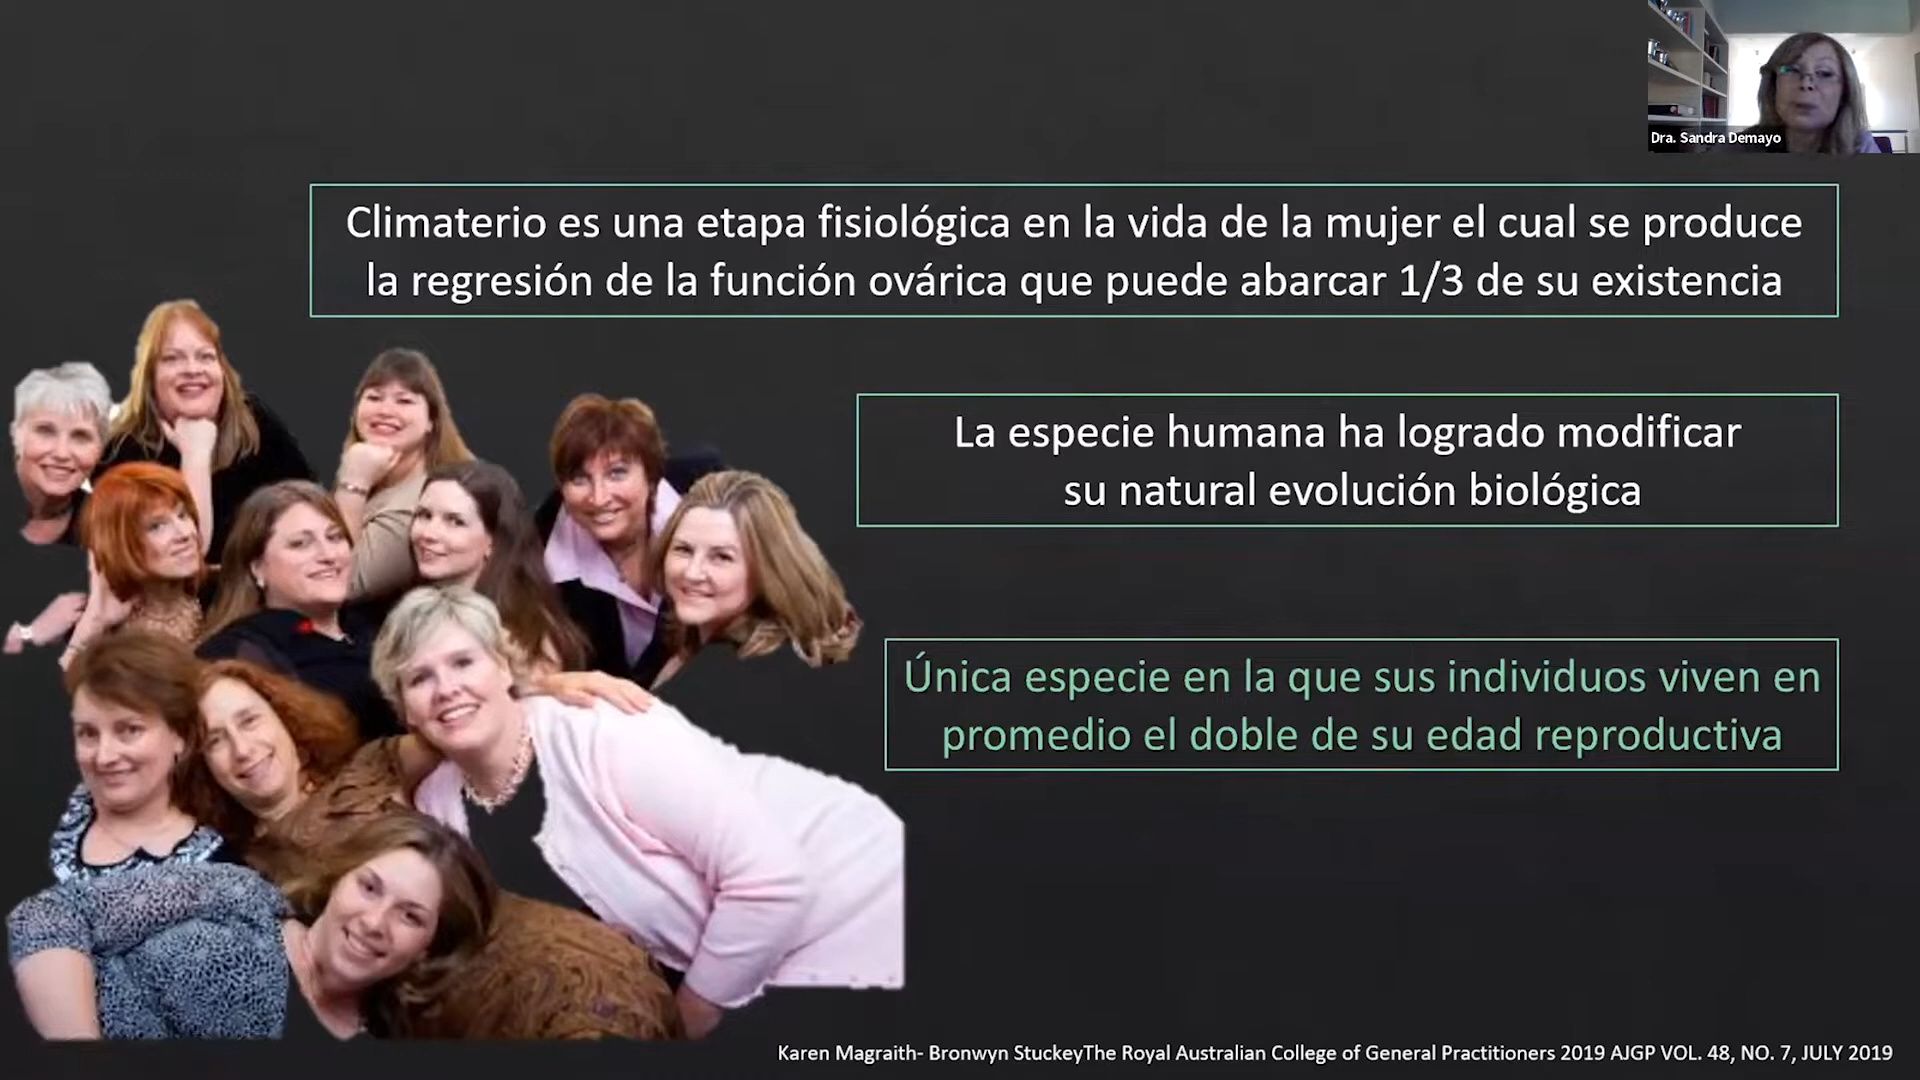 Dra. Sandra Demayo
Climaterio es una etapa fisiológica en la vida de la mujer el cual se produce
la regresión de la función ovárica que puede abarcar 1/3 de su existencia
La especie humana ha logrado modificar
su natural evolución biológica
Única especie en la que sus individuos viven en
promedio el doble de su edad reproductiva
Karen Magraith- Bronwyn StuckeyThe Royal Australian College of General Practitioners 2019 AJGP VOL. 48, NO. 7, JULY 2019